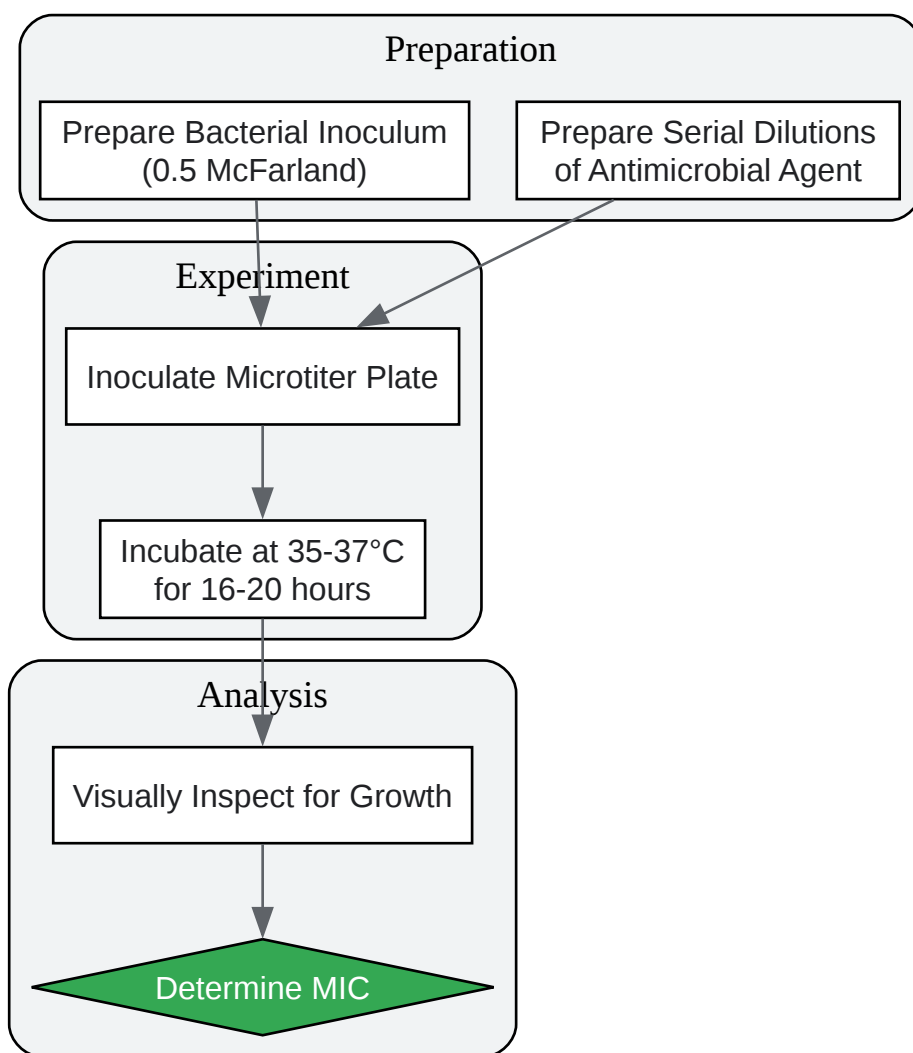 Preparation
Prepare Bacterial Inoculum
(0.5 McFarland)
Prepare Serial Dilutions
of Antimicrobial Agent
Experiment
Inoculate Microtiter Plate
Incubate at 35-37°C
for 16-20 hours
Analysis
Visually Inspect for Growth
Determine MIC